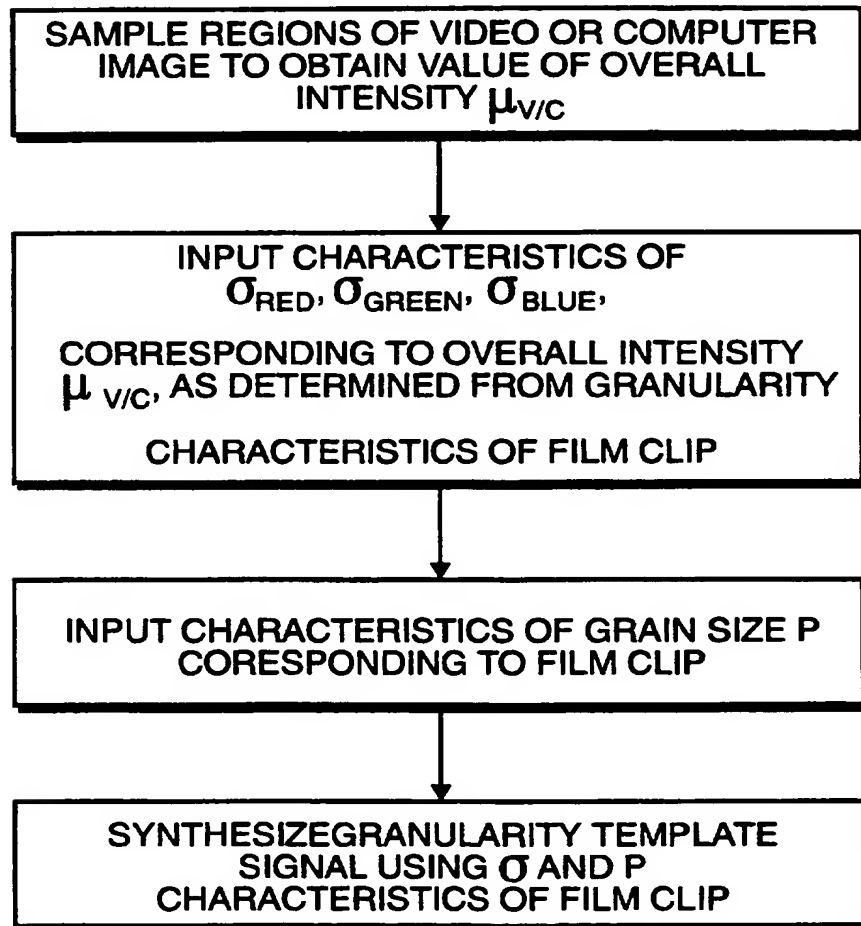 SAMPLE REGIONS OF VIDEO OR COMPUTER
IMAGE TO OBTAIN VALUE OF OVERALL
INTENSITY μV/C
INPUT CHARACTERISTICS OF
σRED, σGREEN, σBLUE,
CORRESPONDING TO OVERALL INTENSITY
μ V/C, AS DETERMINED FROM GRANULARITY
CHARACTERISTICS OF FILM CLIP
INPUT CHARACTERISTICS OF GRAIN SIZE P
CORESPONDING TO FILM CLIP
SYNTHESIZEGRANULARITY TEMPLATE
SIGNAL USING σ AND P
CHARACTERISTICS OF FILM CLIP